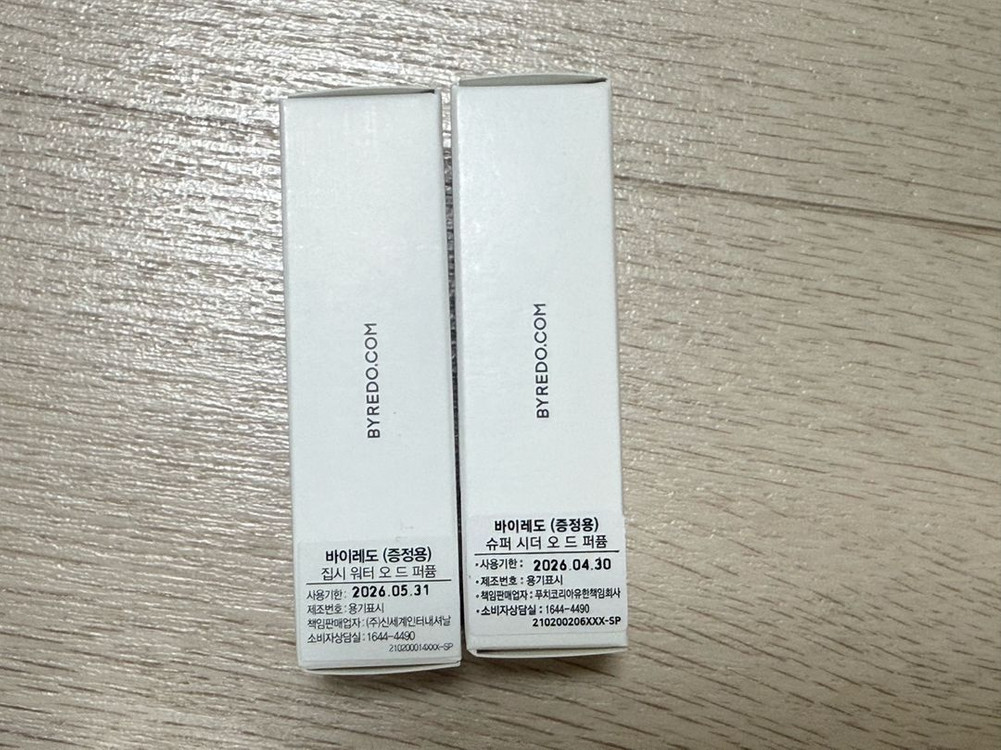 BYREDO.COM
바이레도 (증정용)
집시 워터 오 드 퍼퓸
사용기한 : 2026.05.31
제조번호 : 용기표시
책임판매업자 : (주)신세계인터내셔날
소비자상담실 : 1644-4490
210200014XXX-SP
BYREDO.COM
바이레도 (증정용)
슈퍼 시더 오 드 퍼퓸
•사용기한 : 2026.04.30
•제조번호 : 용기표시
•책임판매업자 : 푸치코리아유한책임회사
•소비자상담실 : 1644-4490
210200206XXX-SP